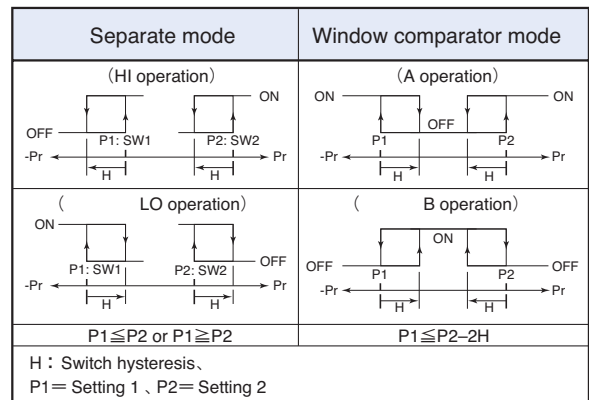 Separate mode
Window comparator mode
(HI operation)
ON
OFF
P1: SW1
P2: SW2
-Pr
Pr
H
H
(A operation)
ON
ON
OFF
P1
P2
-Pr
Pr
H
H
( LO operation)
ON
P1: SW1
P2: SW2
OFF
-Pr
Pr
H
H
( B operation)
ON
OFF
P1
P2
OFF
-Pr
Pr
H
H
P1≦P2 or P1≧P2
P1≦P2–2H
H：Switch hysteresis、
P1＝ Setting 1 、P2＝ Setting 2